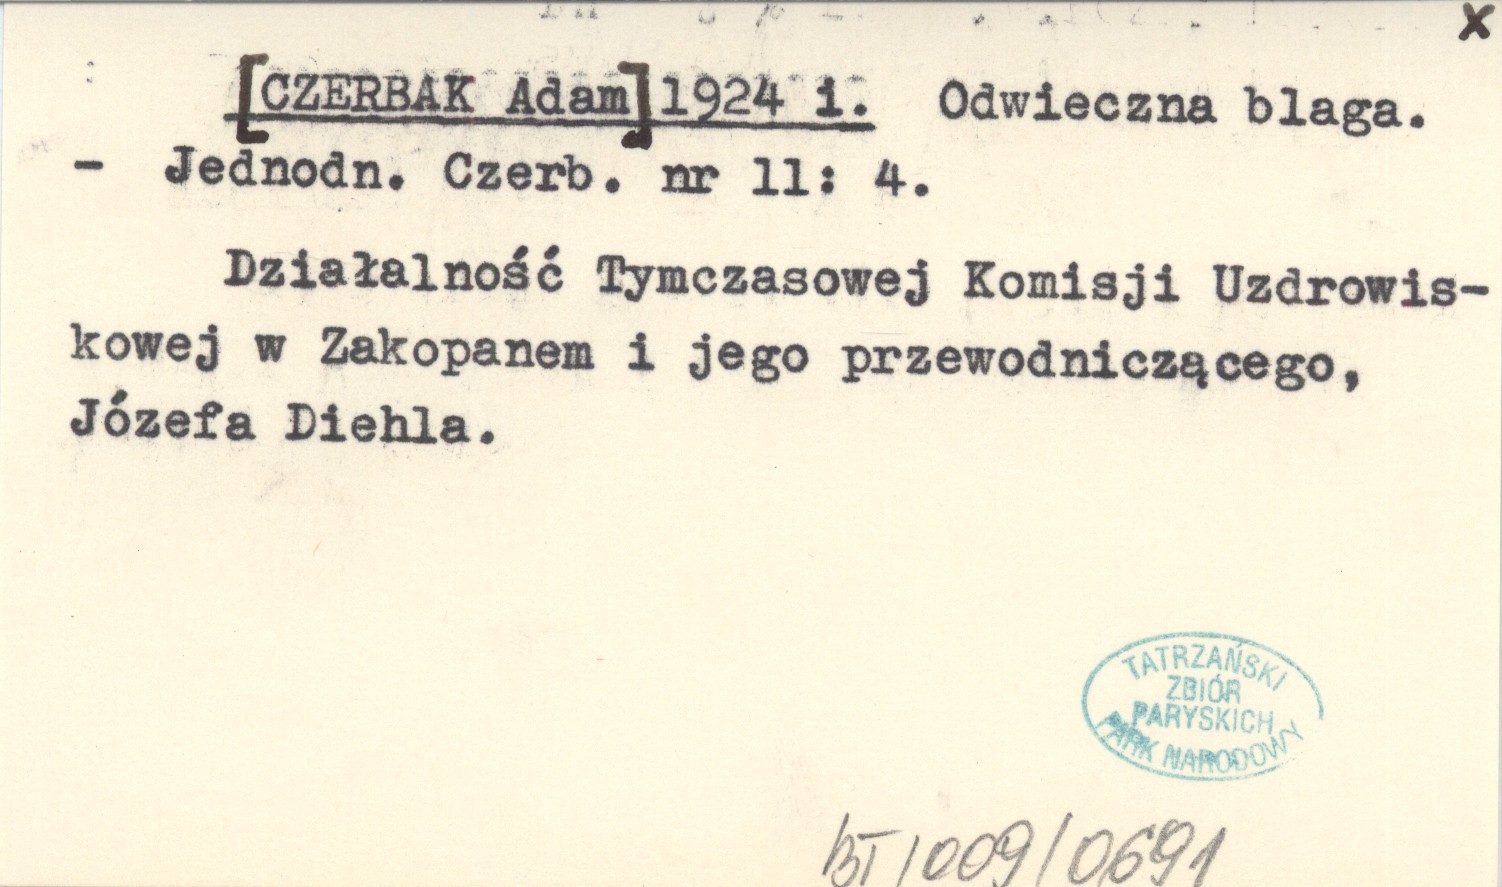 x
[CZERBAK Adam] 1924 i. Odwieczna blaga.
- Jednodn. Czerb. nr 11: 4.
Działalność Tymczasowej Komisji Uzdrowis-
kowej w Zakopanem i jego przewodniczącego,
Józefa Diehla.
TATRZAŃSKI
ZBIÓR
PARYSKICH
PARK NARODOWY
BT/009/0691